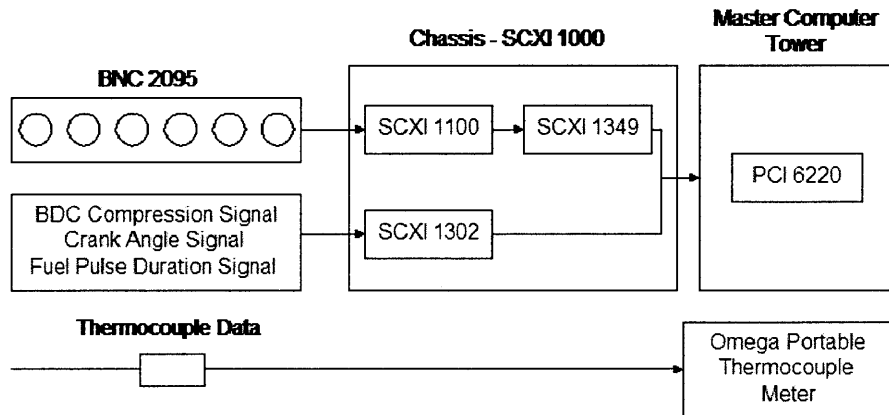 Master Computer
Tower
Chassis - SCXI 1000
BNC 2095
SCXI 1100
SCXI 1349
PCI 6220
BDC Compression Signal
Crank Angle Signal
Fuel Pulse Duration Signal
SCXI 1302
Thermocouple Data
Omega Portable
Thermocouple
Meter